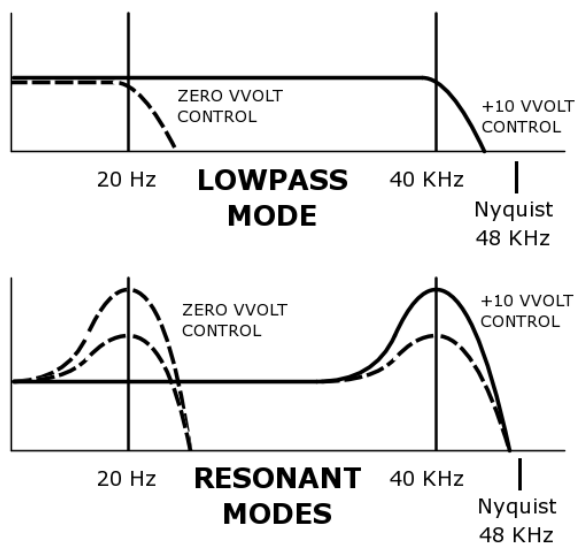 ZERO VVOLT
CONTROL
+10 VVOLT
CONTROL
20 Hz
LOWPASS
MODE
40 KHz
Nyquist
48 KHz
ZERO VVOLT
CONTROL
+10 VVOLT
CONTROL
20 Hz
RESONANT
MODES
40 KHz
Nyquist
48 KHz